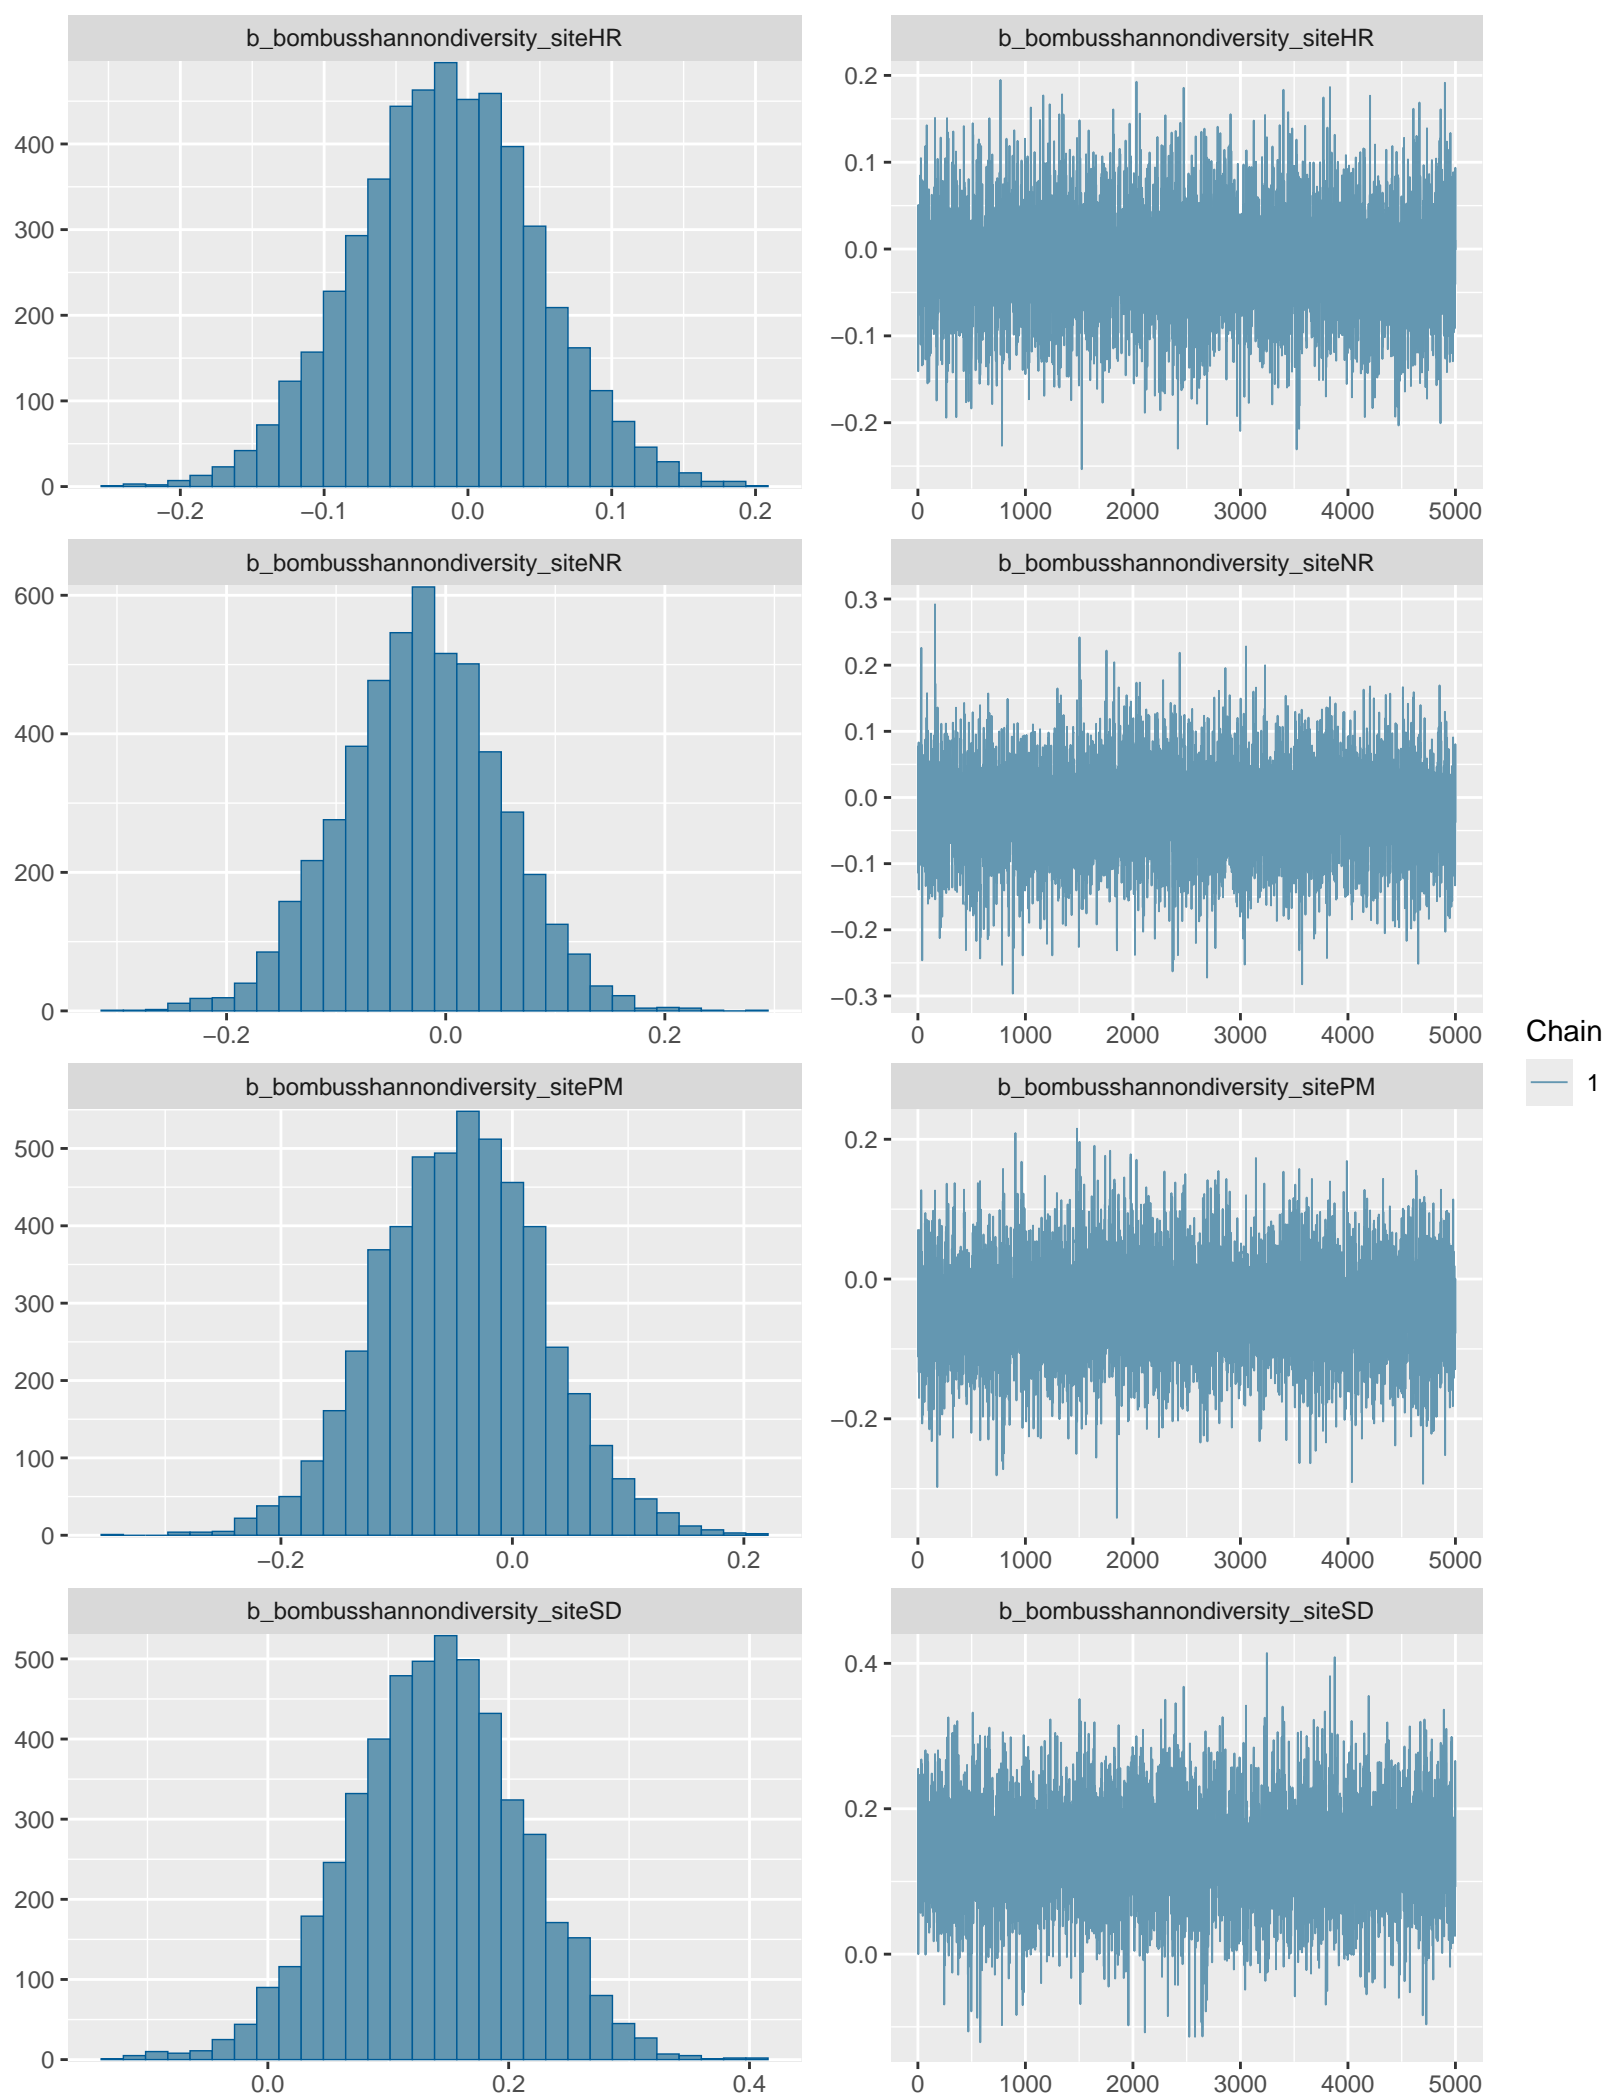 b_bombusshannondiversity_siteHR
b_bombusshannondiversity_siteHR
400
300
200
100
0
−0.2 −0.1 0.0 0.1 0.2
0.2
0.1
0.0
−0.1
−0.2
0 1000 2000 3000 4000 5000
b_bombusshannondiversity_siteNR
b_bombusshannondiversity_siteNR
600
400
200
0
−0.2 0.0 0.2
0.3
0.2
0.1
0.0
−0.1
−0.2
−0.3
0 1000 2000 3000 4000 5000
b_bombusshannondiversity_sitePM
b_bombusshannondiversity_sitePM
500
400
300
200
100
0
−0.2 0.0 0.2
0.2
0.0
−0.2
0 1000 2000 3000 4000 5000
b_bombusshannondiversity_siteSD
b_bombusshannondiversity_siteSD
500
400
300
200
100
0
0.0 0.2 0.4
0.4
0.2
0.0
0 1000 2000 3000 4000 5000
Chain
1